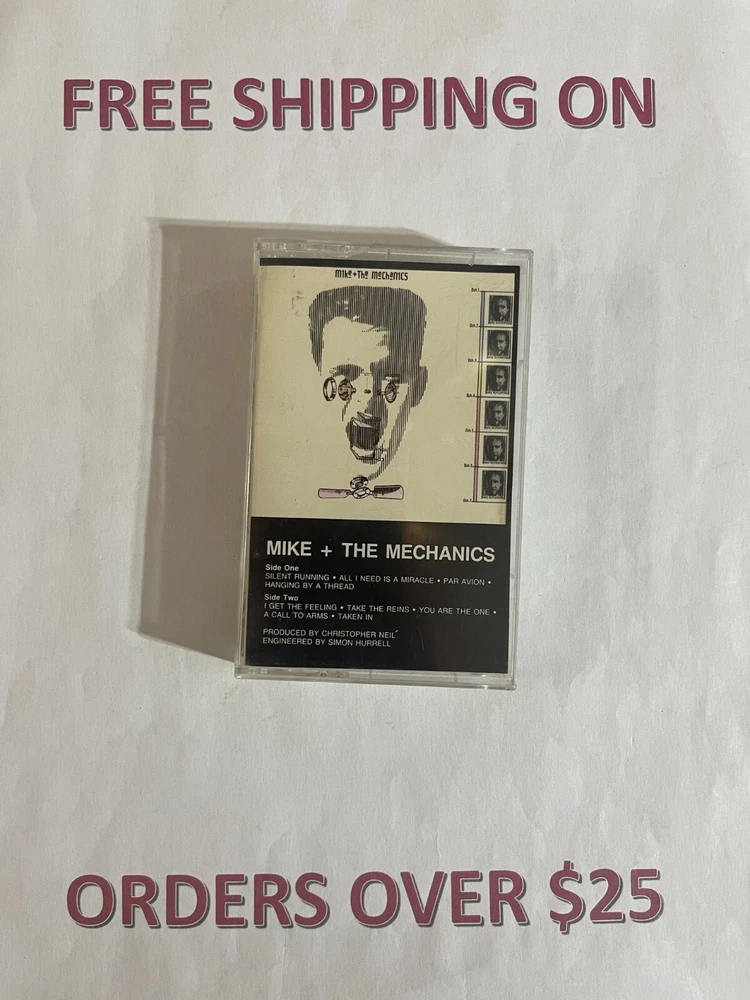 FREE SHIPPING ON
mike+The mechanics
MIKE + THE MECHANICS
Side One
SILENT RUNNING • ALL I NEED IS A MIRACLE • PAR AVION •
HANGING BY A THREAD
Side Two
I GET THE FEELING • TAKE THE REINS • YOU ARE THE ONE •
A CALL TO ARMS • TAKEN IN
PRODUCED BY CHRISTOPHER NEIL
ENGINEERED BY SIMON HURRELL
ORDERS OVER $25